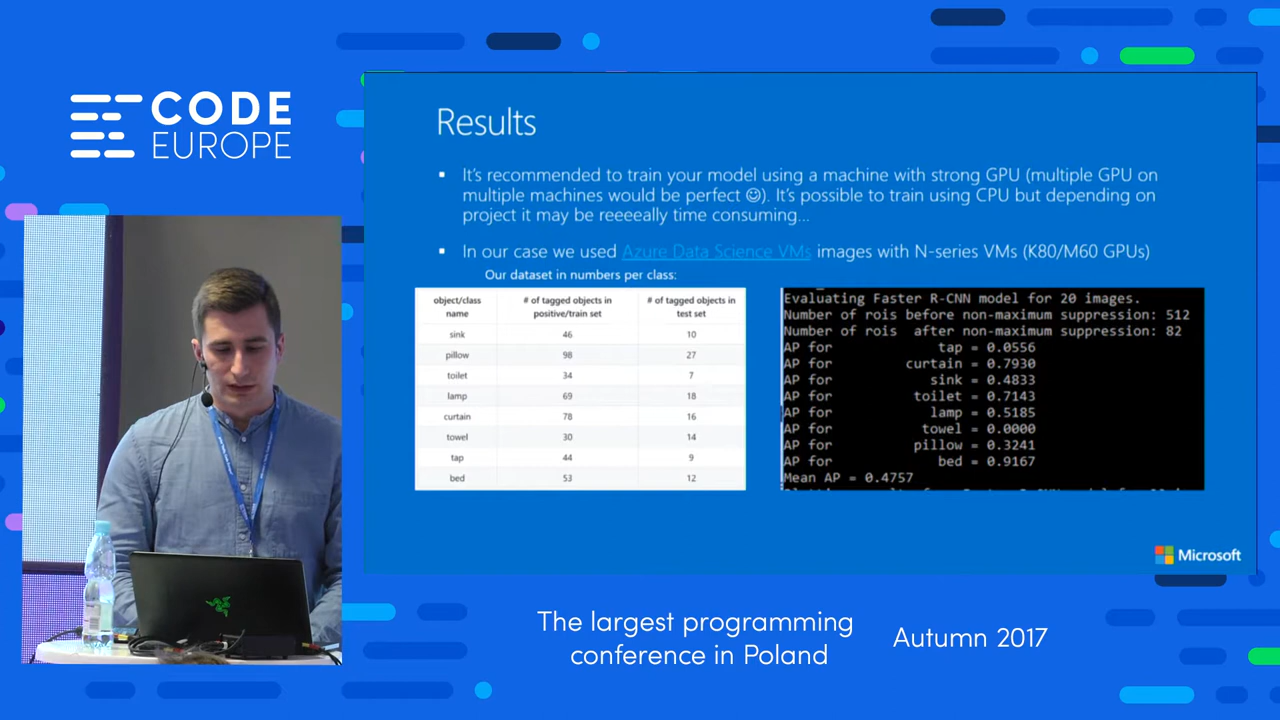 CODE
EUROPE
Results
It's recommended to train your model using a machine with strong GPU (multiple GPU on
multiple machines would be perfect ☺). It's possible to train using CPU but depending on
project it may be reeeeally time consuming...
In our case we used Azure Data Science VMs images with N-series VMs (K80/M60 GPUs)
Our dataset in numbers per class:
object/class name | # of tagged objects in positive/train set | # of tagged objects in test set
sink 46 10
pillow 98 27
toilet 34 7
lamp 69 18
curtain 78 16
towel 30 14
tap 44 9
bed 53 12
Evaluating Faster R-CNN model for 20 images.
Number of rois before non-maximum suppression: 512
Number of rois after non-maximum suppression: 82
AP for tap = 0.0556
AP for curtain = 0.7930
AP for sink = 0.4833
AP for toilet = 0.7143
AP for lamp = 0.5185
AP for towel = 0.0000
AP for pillow = 0.3241
AP for bed = 0.9167
Mean AP = 0.4757
Microsoft
The largest programming
conference in Poland
Autumn 2017